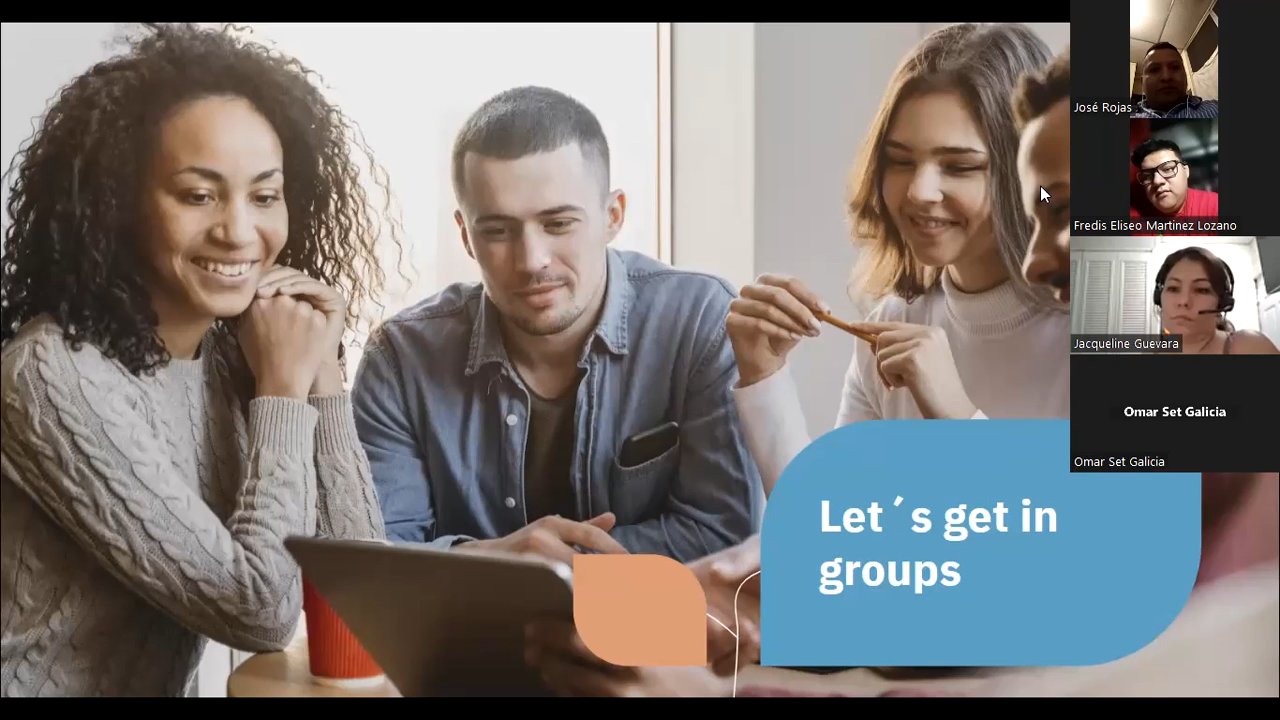 José Rojas
Fredis Eliseo Martinez Lozano
Jacqueline Guevara
Omar Set Galicia
Omar Set Galicia
Let´s get in
groups